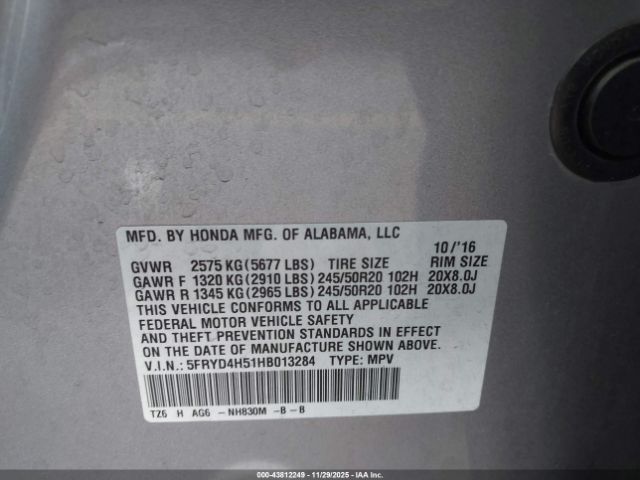 MFD. BY HONDA MFG. OF ALABAMA, LLC
10/'16
GVWR 2575 KG (5677 LBS) TIRE SIZE RIM SIZE
GAWR F 1320 KG (2910 LBS) 245/50R20 102H 20X8.0J
GAWR R 1345 KG (2965 LBS) 245/50R20 102H 20X8.0J
THIS VEHICLE CONFORMS TO ALL APPLICABLE
FEDERAL MOTOR VEHICLE SAFETY
AND THEFT PREVENTION STANDARDS IN EFFECT
ON THE DATE OF MANUFACTURE SHOWN ABOVE.
V.I.N.: 5FRYD4H51HB013284 TYPE: MPV
TZ6 H AG6 - NH830M -B -B
000-43812249 - 11/29/2025 - IAA Inc.